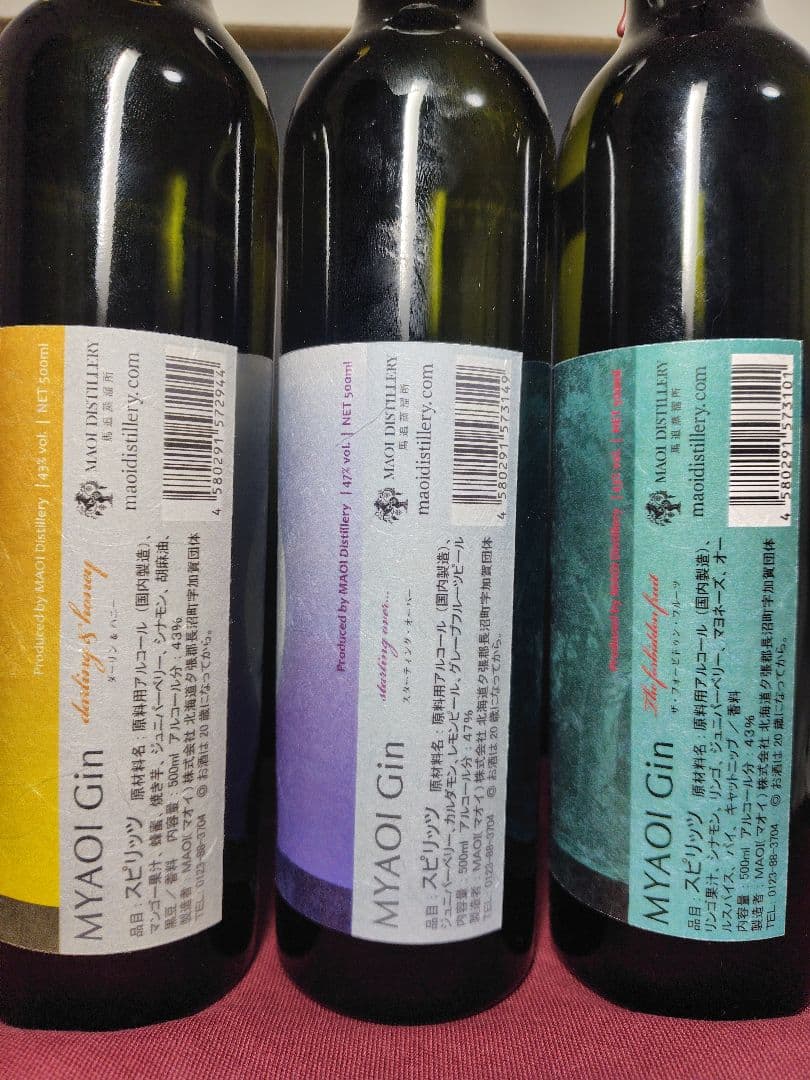 Produced by MAOI Distillery | 43% vol. | NET 500ml
MYAOI Gin
darling & honey
ダーリン & ハニー
品目:スピリッツ 原材料名:原料用アルコール(国内製造)、
マンゴー果汁、蜂蜜、焼き芋、ジュニパーベリー、シナモン、胡麻油、
黒豆/香料 内容量:500ml アルコール分:43%
製造者:MAOI(マオイ)株式会社 北海道夕張郡長沼町字加賀団体
TEL: 0123-88-3704 お酒は20歳になってから。
MAOI DISTILLERY
馬追蒸溜所
maoidistillery.com
4 580291 572944
Produced by MAOI Distillery | 47% vol. | NET 500ml
MYAOI Gin
starting over...
スターティング・オーバー
品目:スピリッツ 原材料名:原料用アルコール(国内製造)、
ジュニパーベリー、カルダモン、レモンピール、グレープフルーツピール
内容量:500ml アルコール分:47%
製造者:MAOI(マオイ)株式会社 北海道夕張郡長沼町字加賀団体
TEL: 0123-88-3704 お酒は20歳になってから。
MAOI DISTILLERY
馬追蒸溜所
maoidistillery.com
4 580291 573149
Produced by MAOI Distillery
MYAOI Gin
The forbidden fruit
ザ・フォービドゥン・フルーツ
品目:スピリッツ 原材料名:原料用アルコール(国内製造)、
リンゴ果汁、シナモン、リンゴ、ジュニパーベリー、マヨネーズ、オー
ルスパイス、パイ、キャットニップ/香料
内容量:500ml アルコール分:43%
製造者:MAOI(マオイ)株式会社 北海道夕張郡長沼町字加賀団体
TEL: 0123-88-3704 お酒は20歳になってから。
MAOI DISTILLERY
馬追蒸溜所
maoidistillery.com
4 580291 573101